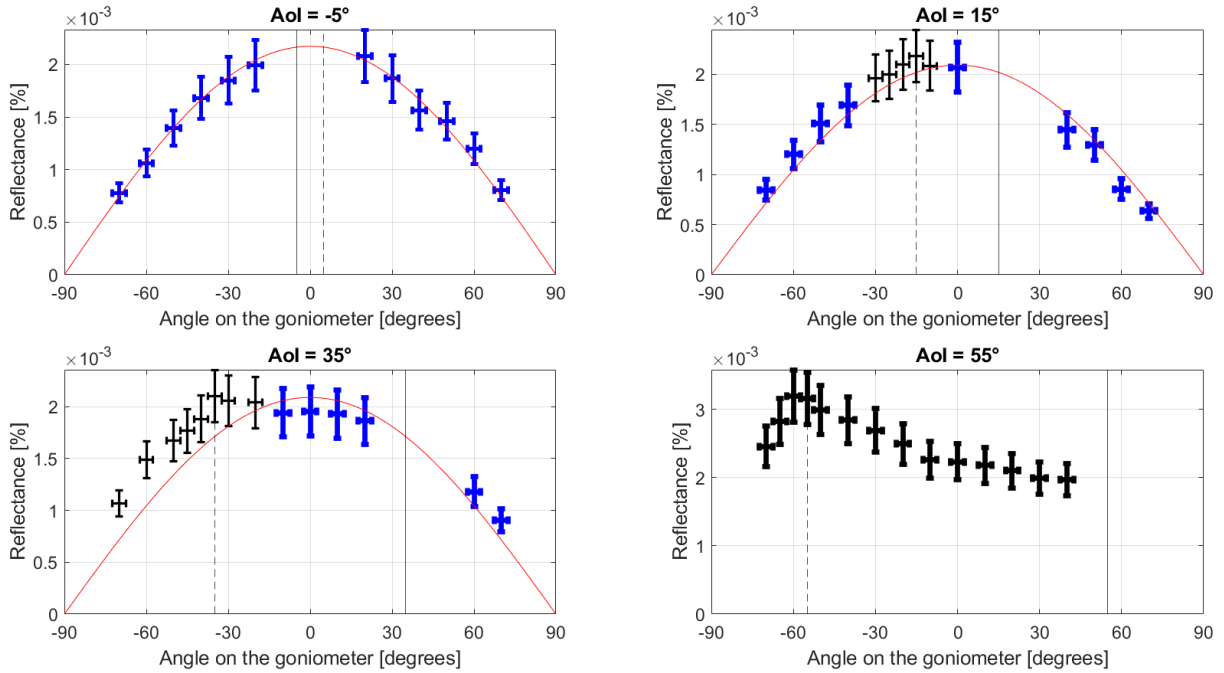 AoI = -5°
×10⁻³
Reflectance [%]
2
1.5
1
0.5
0
-90 -60 -30 0 30 60 90
Angle on the goniometer [degrees]
AoI = 15°
×10⁻³
Reflectance [%]
2
1.5
1
0.5
0
-90 -60 -30 0 30 60 90
Angle on the goniometer [degrees]
AoI = 35°
×10⁻³
Reflectance [%]
2
1.5
1
0.5
0
-90 -60 -30 0 30 60 90
Angle on the goniometer [degrees]
AoI = 55°
×10⁻³
Reflectance [%]
3
2
1
0
-90 -60 -30 0 30 60 90
Angle on the goniometer [degrees]